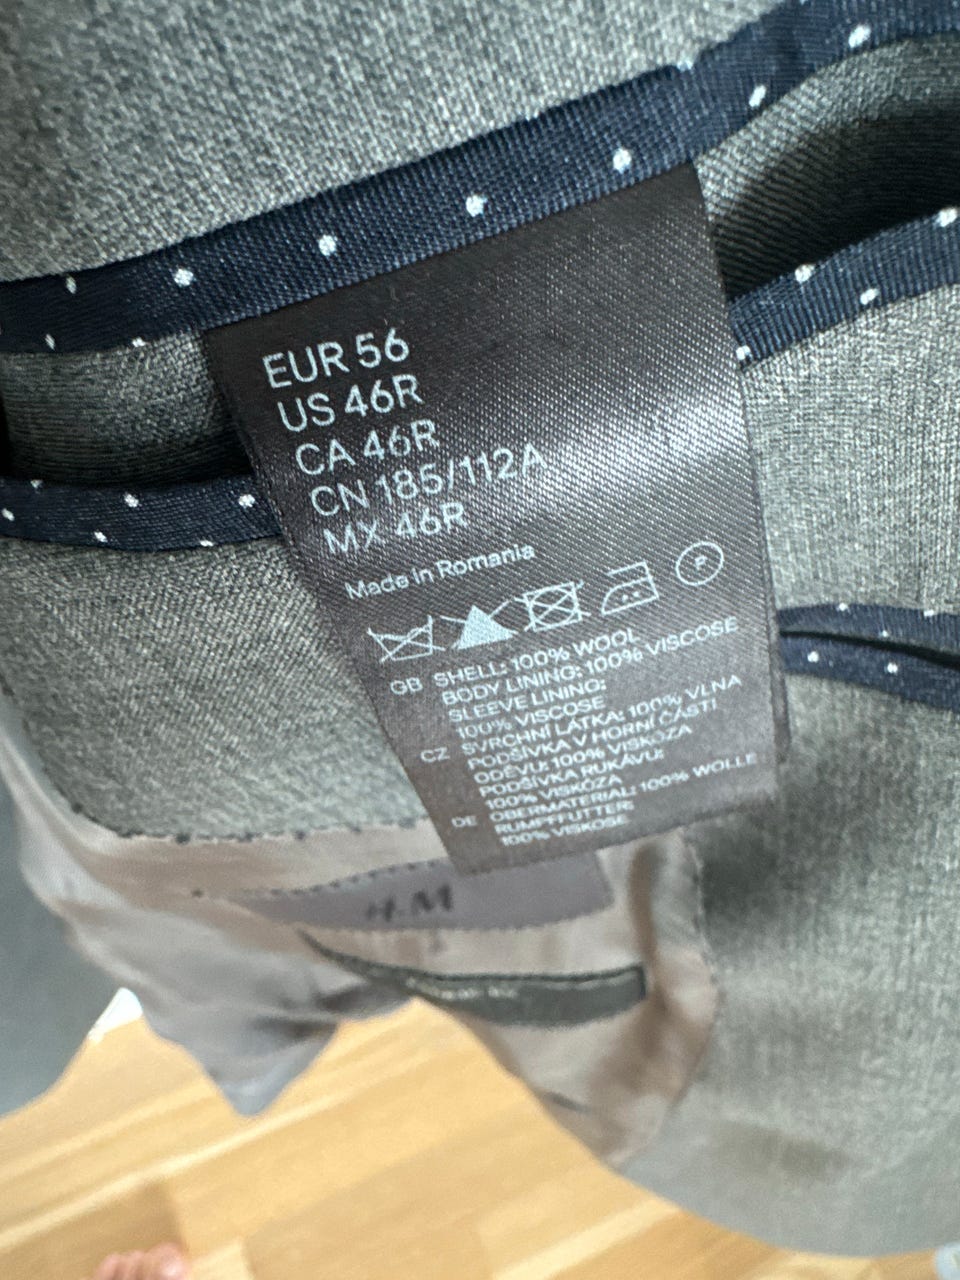 EUR 56
US 46R
CA 46R
CN 185/112A
MX 46R
Made in Romania
P
GB SHELL: 100% WOOL
BODY LINING: 100% VISCOSE
SLEEVE LINING:
100% VISCOSE
CZ SVRCHNÍ LÁTKA: 100% VLNA
PODŠÍVKA V HORNÍ ČÁSTI
ODĚVU: 100% VISKÓZA
PODŠÍVKA RUKÁVU:
100% VISKÓZA
DE OBERMATERIAL: 100% WOLLE
RUMPFFUTTER:
100% VISKOSE
H&M